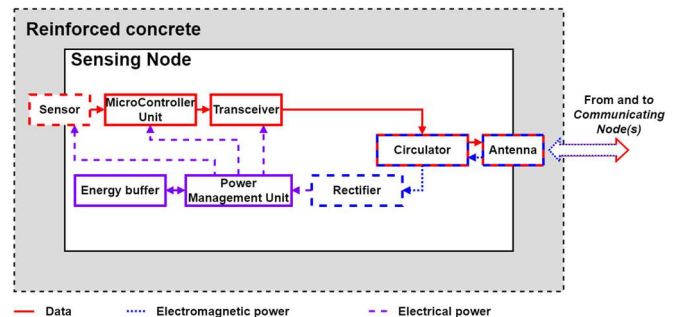 Reinforced concrete
Sensing Node
Sensor
MicroController
Unit
Transceiver
From and to
Communicating
Node(s)
Circulator
Antenna
Energy buffer
Power
Management Unit
Rectifier
Data
Electromagnetic power
Electrical power